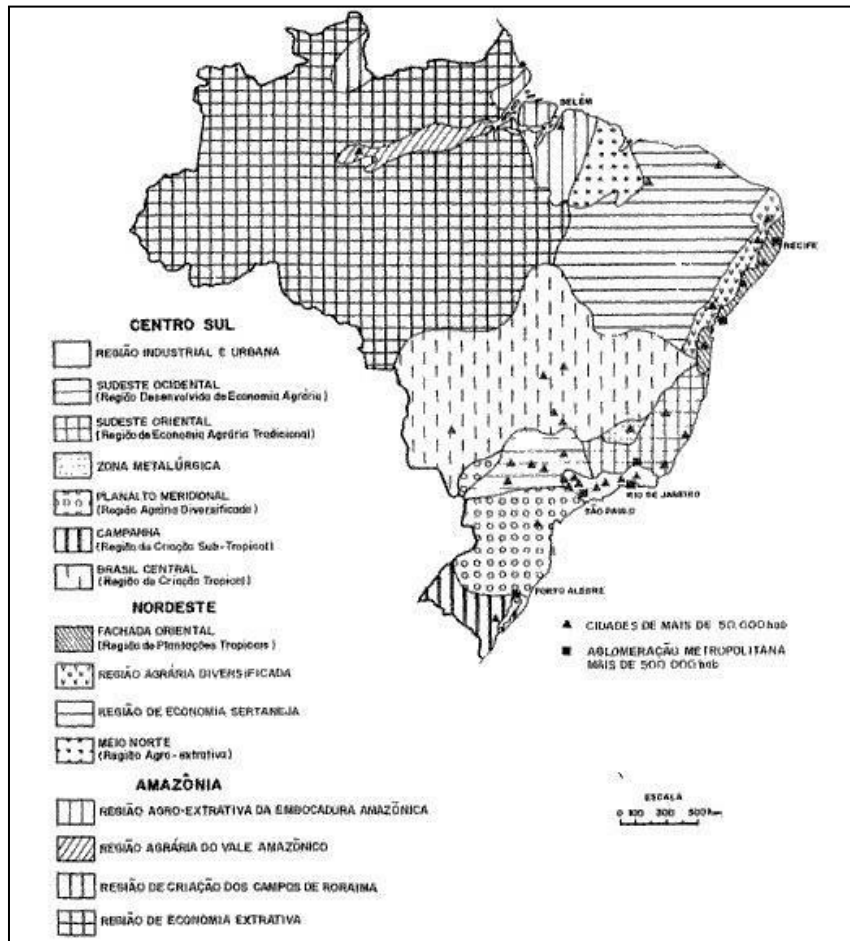 BELÉM
RECIFE
RIO DE JANEIRO
SÃO PAULO
PORTO ALEGRE
CENTRO SUL
REGIÃO INDUSTRIAL E URBANA
SUDESTE OCIDENTAL
(Região Desenvolvida de Economia Agrária)
SUDESTE ORIENTAL
(Região de Economia Agrária Tradicional)
ZONA METALÚRGICA
PLANALTO MERIDIONAL
(Região Agrária Diversificada)
CAMPANHA
(Região da Criação Sub-Tropical)
BRASIL CENTRAL
(Região da Criação Tropical)
NORDESTE
FACHADA ORIENTAL
(Região de Plantações Tropicais)
REGIÃO AGRÁRIA DIVERSIFICADA
REGIÃO DE ECONOMIA SERTANEJA
MEIO NORTE
(Região Agro-extrativa)
AMAZÔNIA
REGIÃO AGRO-EXTRATIVA DA EMBOCADURA AMAZÔNICA
REGIÃO AGRÁRIA DO VALE AMAZÔNICO
REGIÃO DE CRIAÇÃO DOS CAMPOS DE RORAIMA
REGIÃO DE ECONOMIA EXTRATIVA
CIDADES DE MAIS DE 50.000 hab
AGLOMERAÇÃO METROPOLITANA
MAIS DE 500 000 hab
ESCALA
0 100 300 500 km